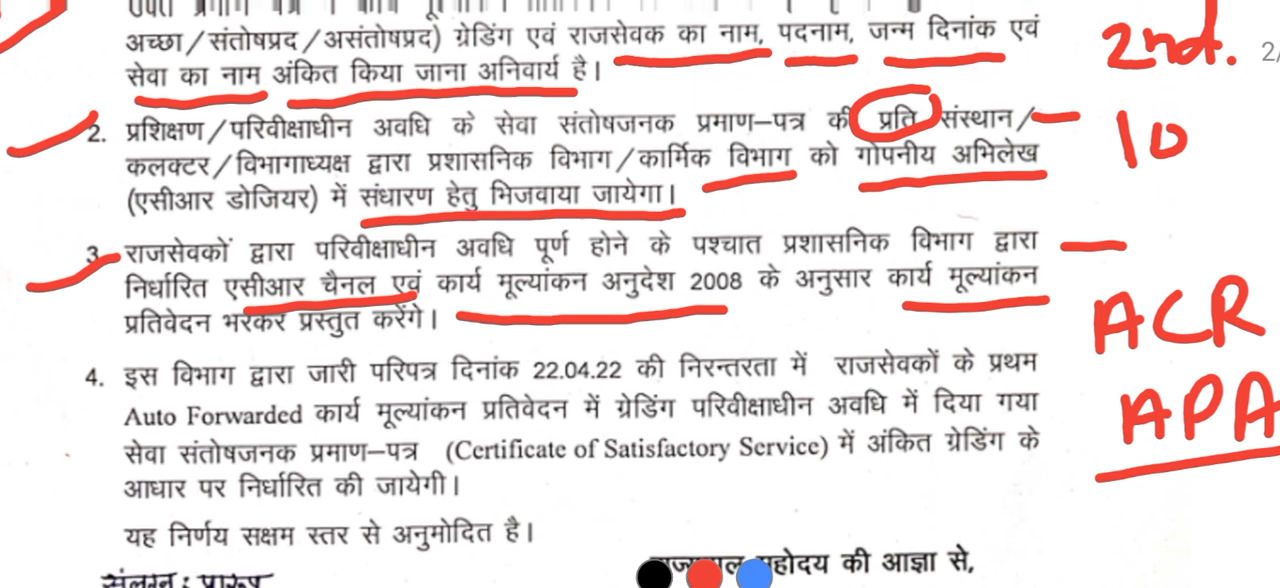 अच्छा/संतोषप्रद/असंतोषप्रद) ग्रेडिंग एवं राजसेवक का नाम, पदनाम, जन्म दिनांक एवं
सेवा का नाम अंकित किया जाना अनिवार्य है।
2nd.
2/
2. प्रशिक्षण/परिवीक्षाधीन अवधि के सेवा संतोषजनक प्रमाण–पत्र की प्रति संस्थान/
कलक्टर/विभागाध्यक्ष द्वारा प्रशासनिक विभाग/कार्मिक विभाग को गोपनीय अभिलेख
(एसीआर डोजियर) में संधारण हेतु भिजवाया जायेगा।
10
3. राजसेवकों द्वारा परिवीक्षाधीन अवधि पूर्ण होने के पश्चात प्रशासनिक विभाग द्वारा
निर्धारित एसीआर चैनल एवं कार्य मूल्यांकन अनुदेश 2008 के अनुसार कार्य मूल्यांकन
प्रतिवेदन भरकर प्रस्तुत करेंगे।
ACR
APA
4. इस विभाग द्वारा जारी परिपत्र दिनांक 22.04.22 की निरन्तरता में राजसेवकों के प्रथम
Auto Forwarded कार्य मूल्यांकन प्रतिवेदन में ग्रेडिंग परिवीक्षाधीन अवधि में दिया गया
सेवा संतोषजनक प्रमाण–पत्र (Certificate of Satisfactory Service) में अंकित ग्रेडिंग के
आधार पर निर्धारित की जायेगी।
यह निर्णय सक्षम स्तर से अनुमोदित है।
महोदय की आज्ञा से,
संलग्न : प्रारूप